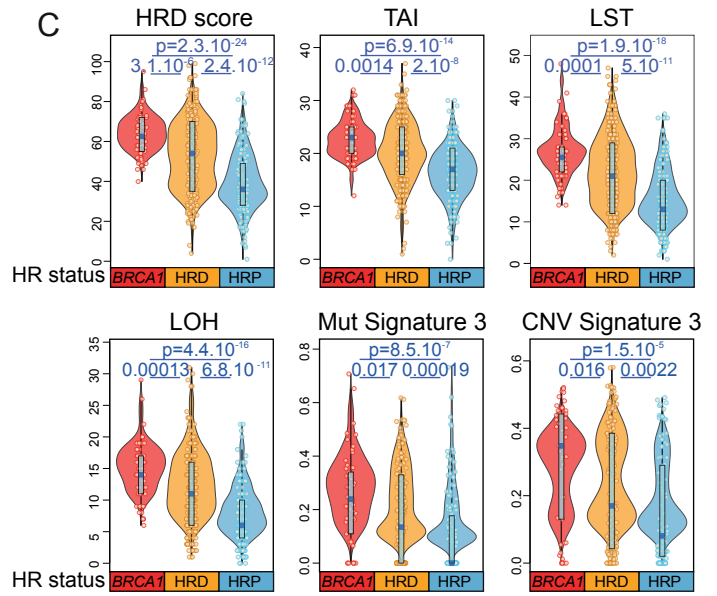 C
HRD score
TAI
LST
p=2.3.10-24
3.1.10-6 2.4.10-12
100
80
60
40
20
0
p=6.9.10-14
0.0014 2.10-8
40
30
20
10
0
p=1.9.10-18
0.0001 5.10-11
50
40
30
20
10
0
HR status BRCA1 HRD HRP
BRCA1 HRD HRP
BRCA1 HRD HRP
LOH
Mut Signature 3
CNV Signature 3
p=4.4.10-16
0.00013 6.8.10-11
35
30
25
20
15
10
5
0
p=8.5.10-7
0.017 0.00019
0.8
0.6
0.4
0.2
0.0
p=1.5.10-5
0.016 0.0022
0.6
0.4
0.2
0.0
HR status BRCA1 HRD HRP
BRCA1 HRD HRP
BRCA1 HRD HRP